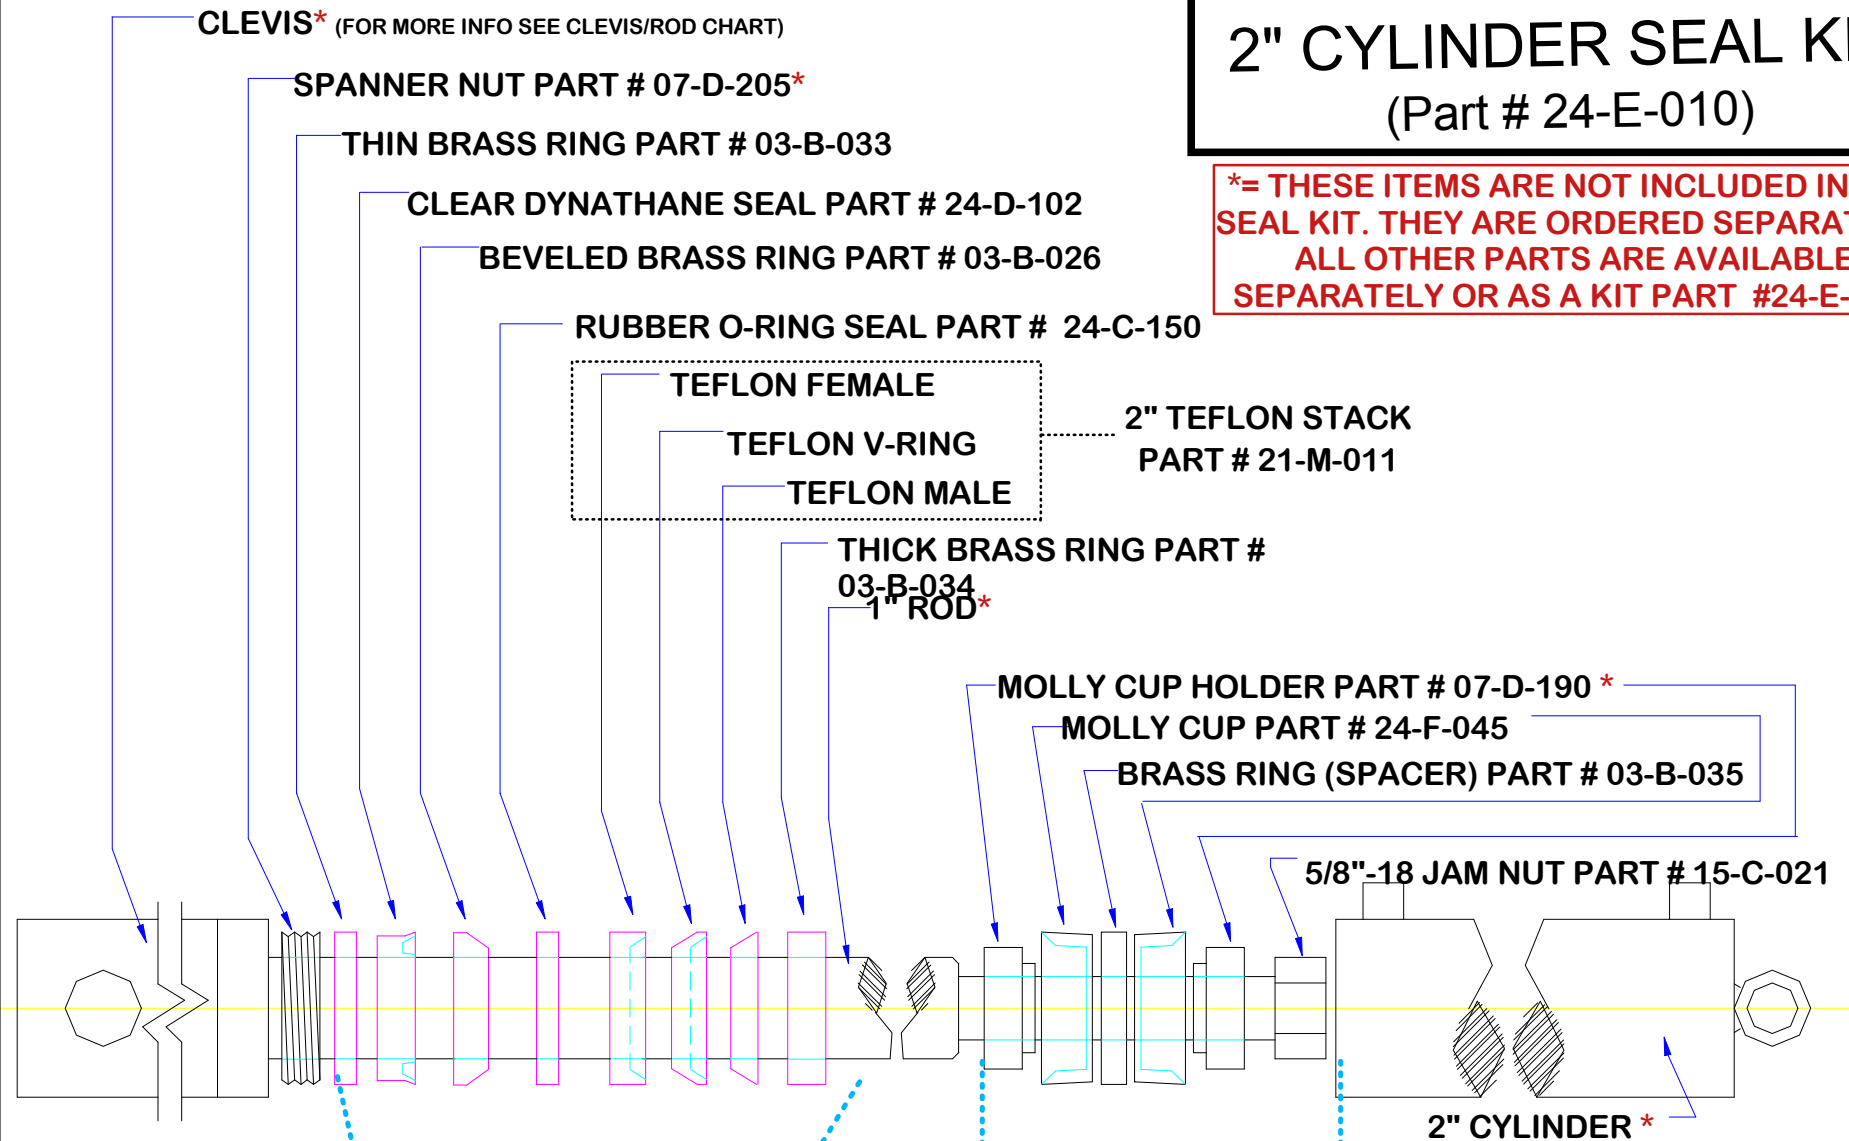 CLEVIS* (FOR MORE INFO SEE CLEVIS/ROD CHART)
2" CYLINDER SEAL
(Part # 24-E-010)
SPANNER NUT PART # 07-D-205*
THIN BRASS RING PART # 03-B-033
*= THESE ITEMS ARE NOT INCLUDED IN
SEAL KIT. THEY ARE ORDERED
ALL OTHER PARTS ARE AVAILABLE
SEPARATELY OR AS A KIT PART #24-E-
CLEAR DYNATHANE SEAL PART # 24-D-102
BEVELED BRASS RING PART # 03-B-026
RUBBER O-RING SEAL PART # 24-C-150
TEFLON FEMALE
TEFLON V-RING
TEFLON MALE
2" TEFLON STACK
PART # 21-M-011
THICK BRASS RING PART #
03-B-034
1" ROD*
MOLLY CUP HOLDER PART # 07-D-190 *
MOLLY CUP PART # 24-F-045
BRASS RING (SPACER) PART # 03-B-035
5/8"-18 JAM NUT PART # 15-C-021
2" CYLINDER *